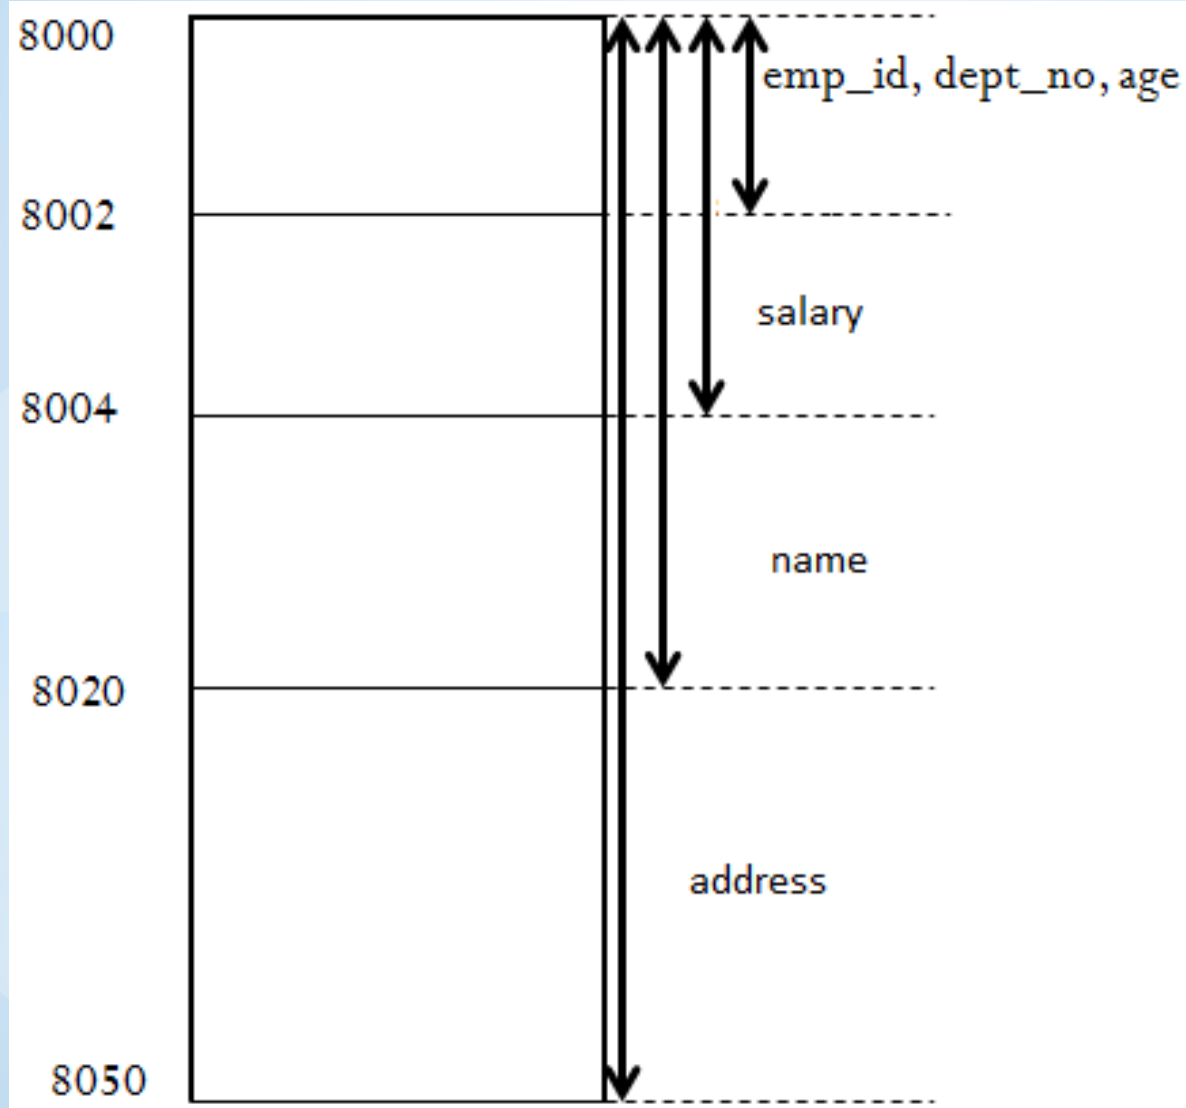 8000
emp_id, dept_no, age
8002
salary
8004
name
8020
address
8050